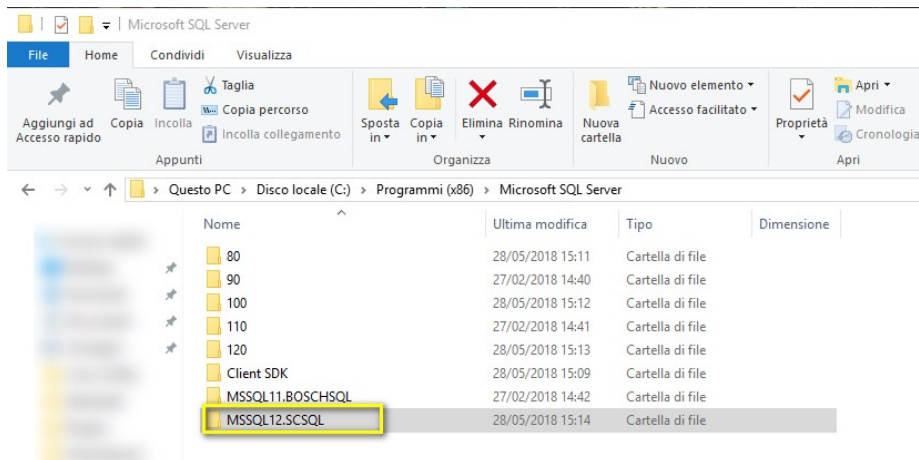 Microsoft SQL Server
File Home Condividi Visualizza
Aggiungi ad Accesso rapido
Copia
Incolla
Taglia
Copia percorso
Incolla collegamento
Appunti
Sposta in
Copia in
Elimina
Rinomina
Organizza
Nuova cartella
Nuovo elemento
Accesso facilitato
Nuovo
Proprietà
Apri
Modifica
Cronologia
Apri
Questo PC > Disco locale (C:) > Programmi (x86) > Microsoft SQL Server
Nome Ultima modifica Tipo Dimensione
80 28/05/2018 15:11 Cartella di file
90 27/02/2018 14:40 Cartella di file
100 28/05/2018 15:12 Cartella di file
110 27/02/2018 14:41 Cartella di file
120 28/05/2018 15:13 Cartella di file
Client SDK 28/05/2018 15:09 Cartella di file
MSSQL11.BOSCHSQL 27/02/2018 14:42 Cartella di file
MSSQL12.SCSQL 28/05/2018 15:14 Cartella di file